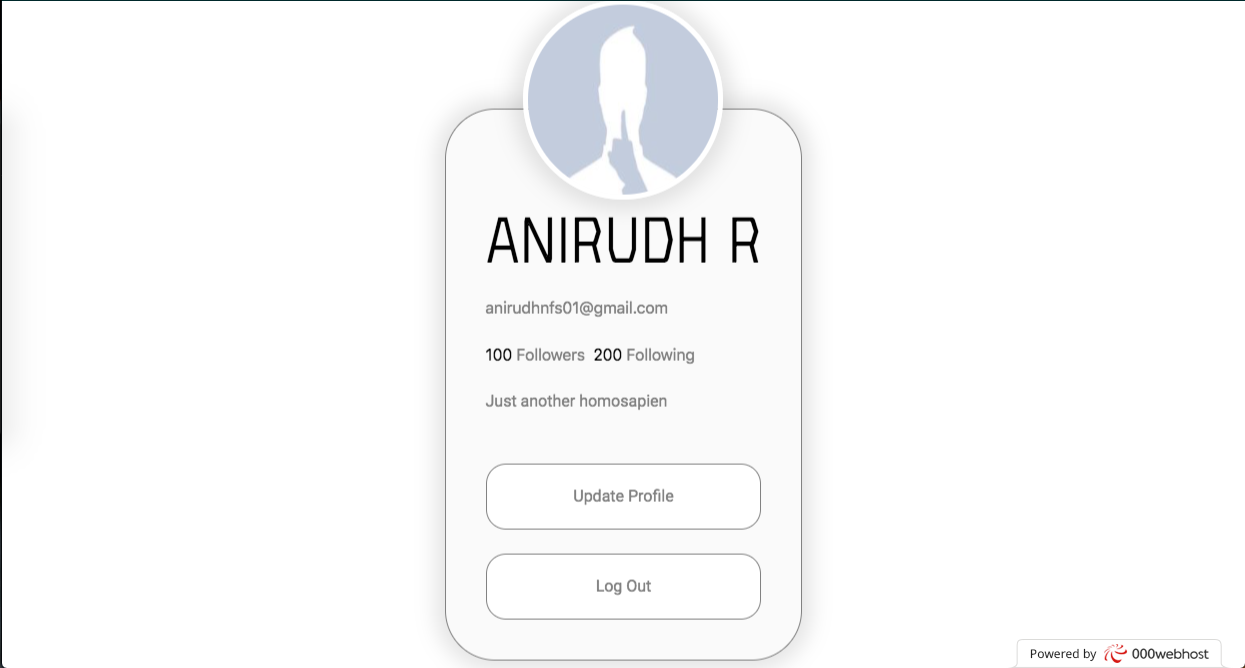 ANIRUDH R
anirudhnfs01@gmail.com
100 Followers 200 Following
Just another homosapien
Update Profile
Log Out
Powered by 000webhost